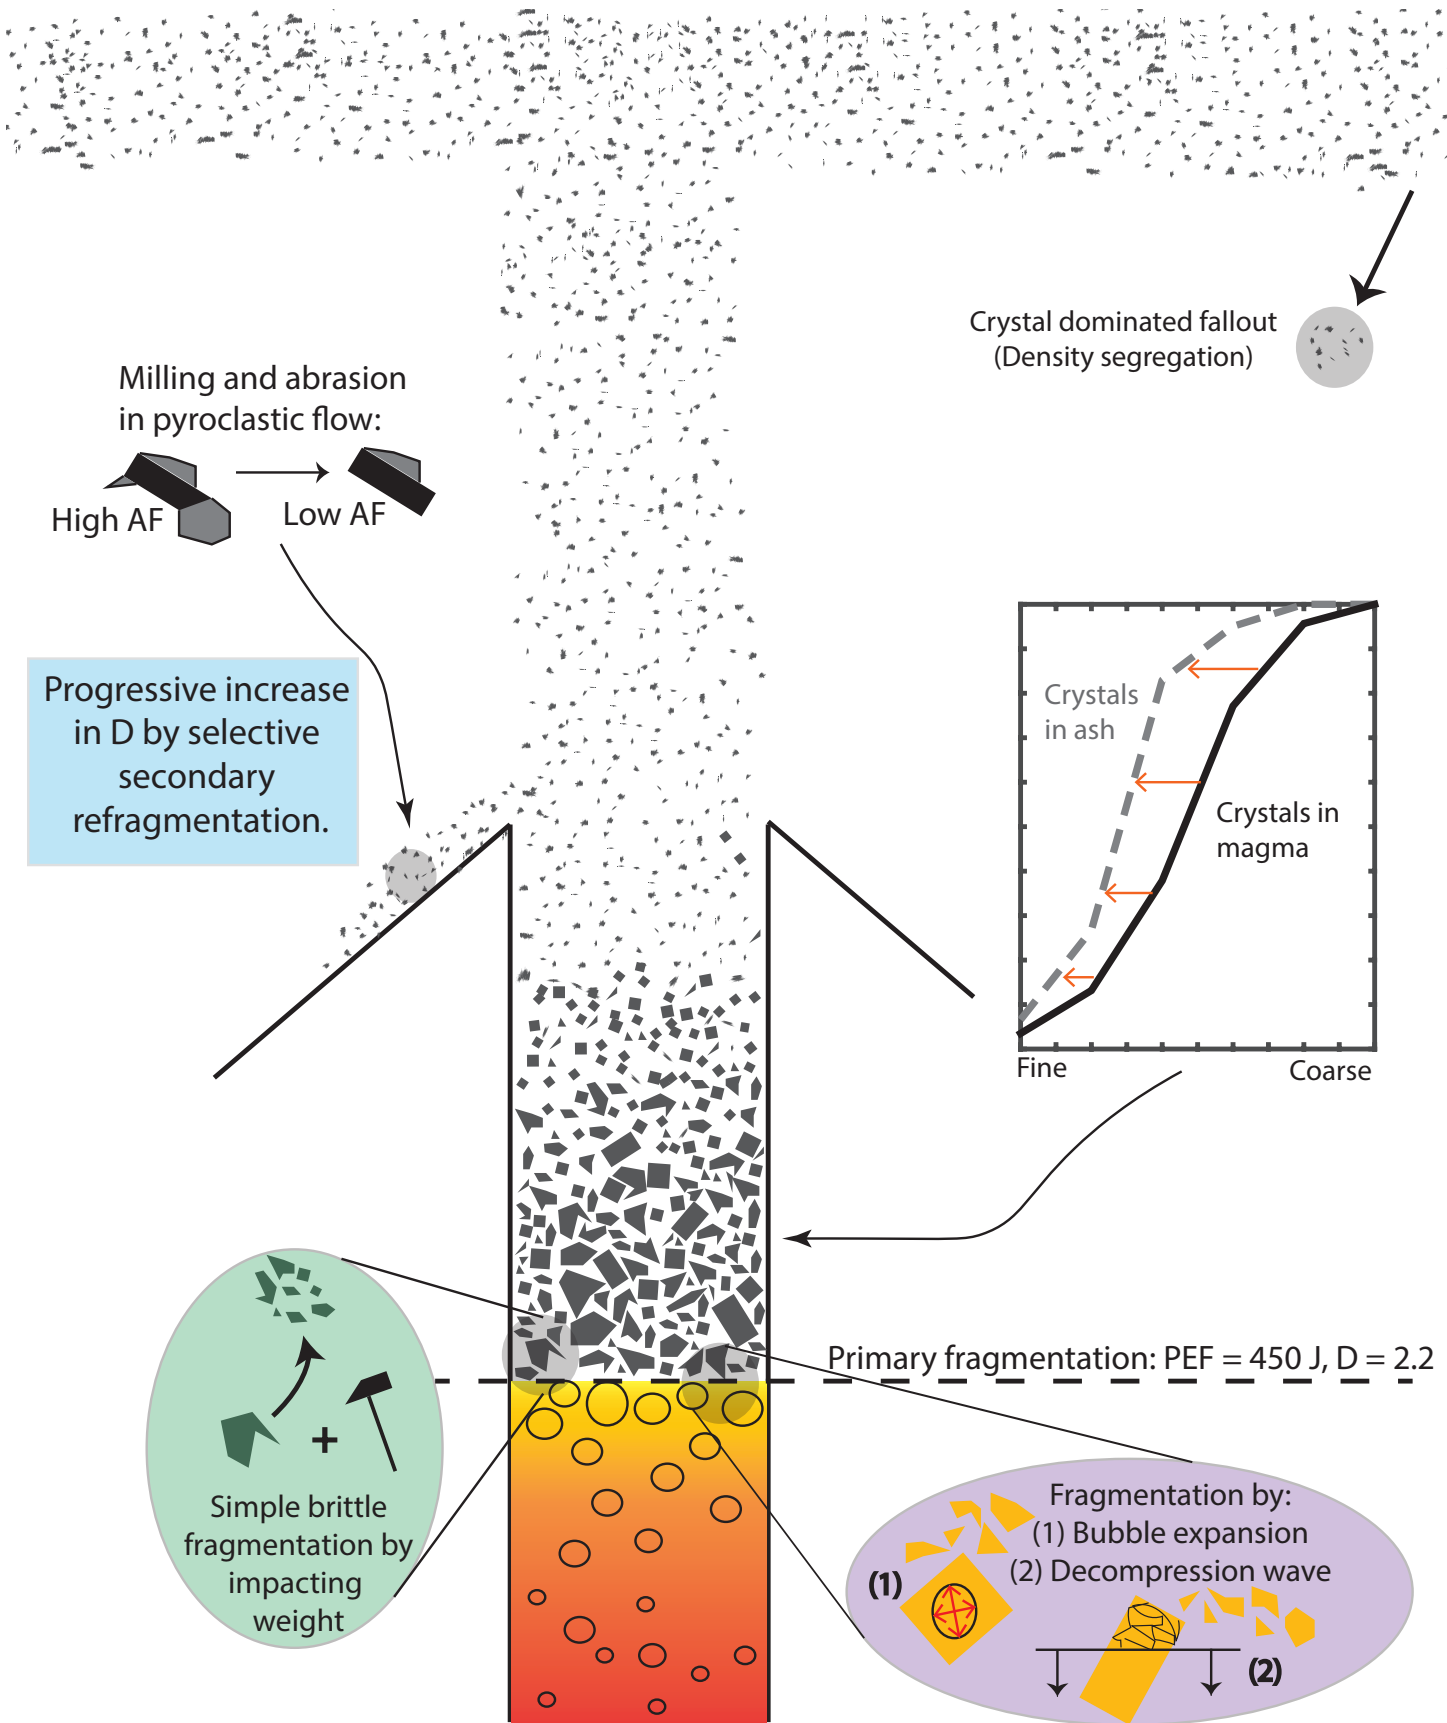 Crystal dominated fallout
(Density segregation)
Milling and abrasion
in pyroclastic flow:
High AF
Low AF
Progressive increase
in D by selective
secondary
refragmentation.
Crystals
in ash
Crystals in
magma
Fine
Coarse
Primary fragmentation: PEF = 450 J, D = 2.2
+
Simple brittle
fragmentation by
impacting
weight
Fragmentation by:
(1) Bubble expansion
(2) Decompression wave
(1)
(2)